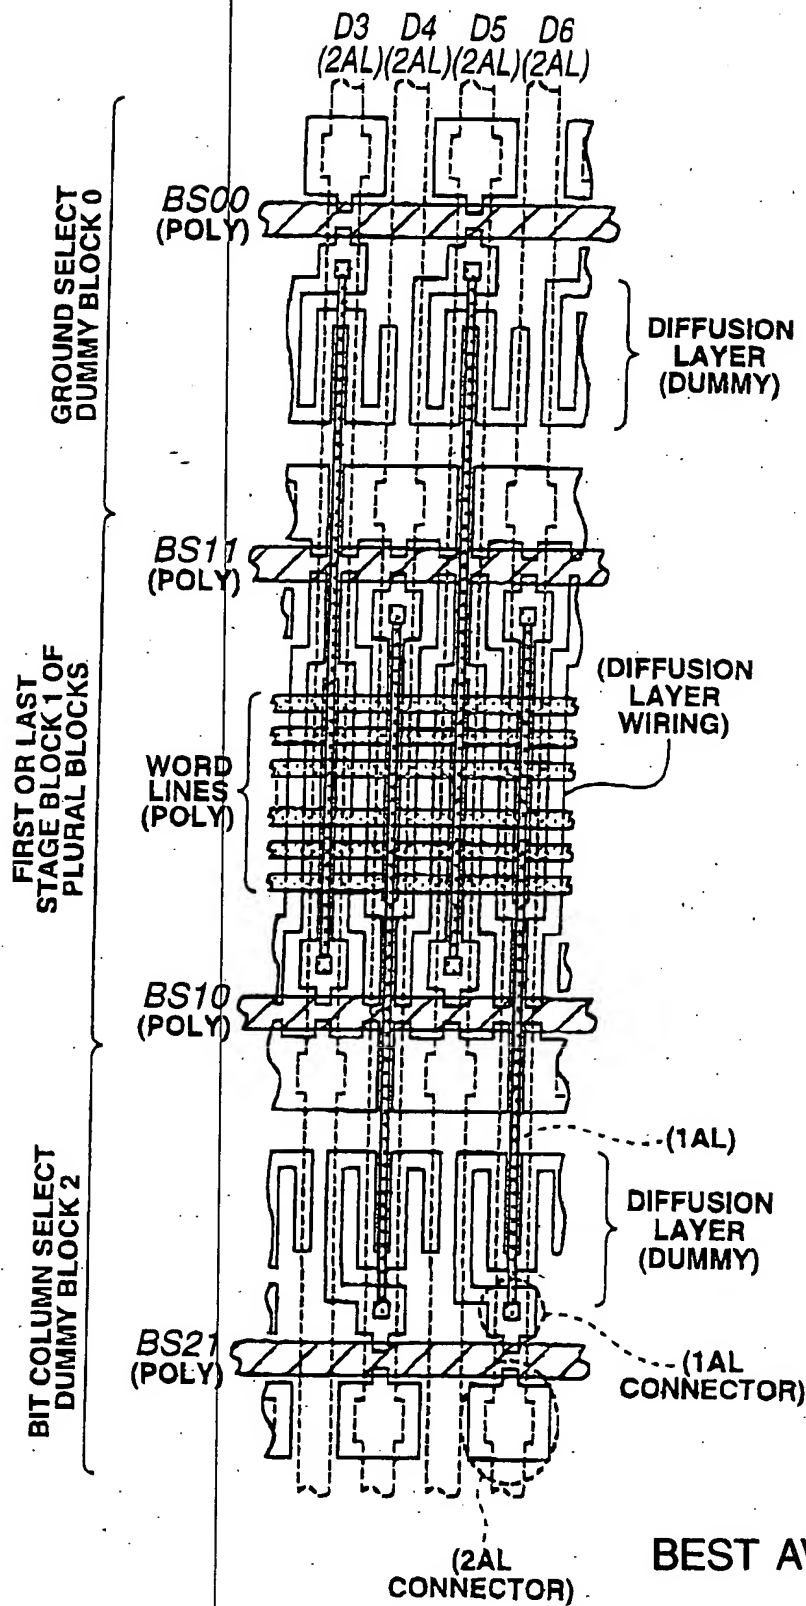 D3 D4 D5 D6
(2AL) (2AL) (2AL) (2AL)
BS00
(POLY)
GROUND SELECT
DUMMY BLOCK 0
DIFFUSION
LAYER
(DUMMY)
BS11
(POLY)
(DIFFUSION
LAYER
WIRING)
FIRST OR LAST
STAGE BLOCK 1 OF
PLURAL BLOCKS
WORD
LINES
(POLY)
BS10
(POLY)
(1AL)
BIT COLUMN SELECT
DUMMY BLOCK 2
DIFFUSION
LAYER
(DUMMY)
BS21
(POLY)
(1AL
CONNECTOR)
(2AL
CONNECTOR)
BEST AV